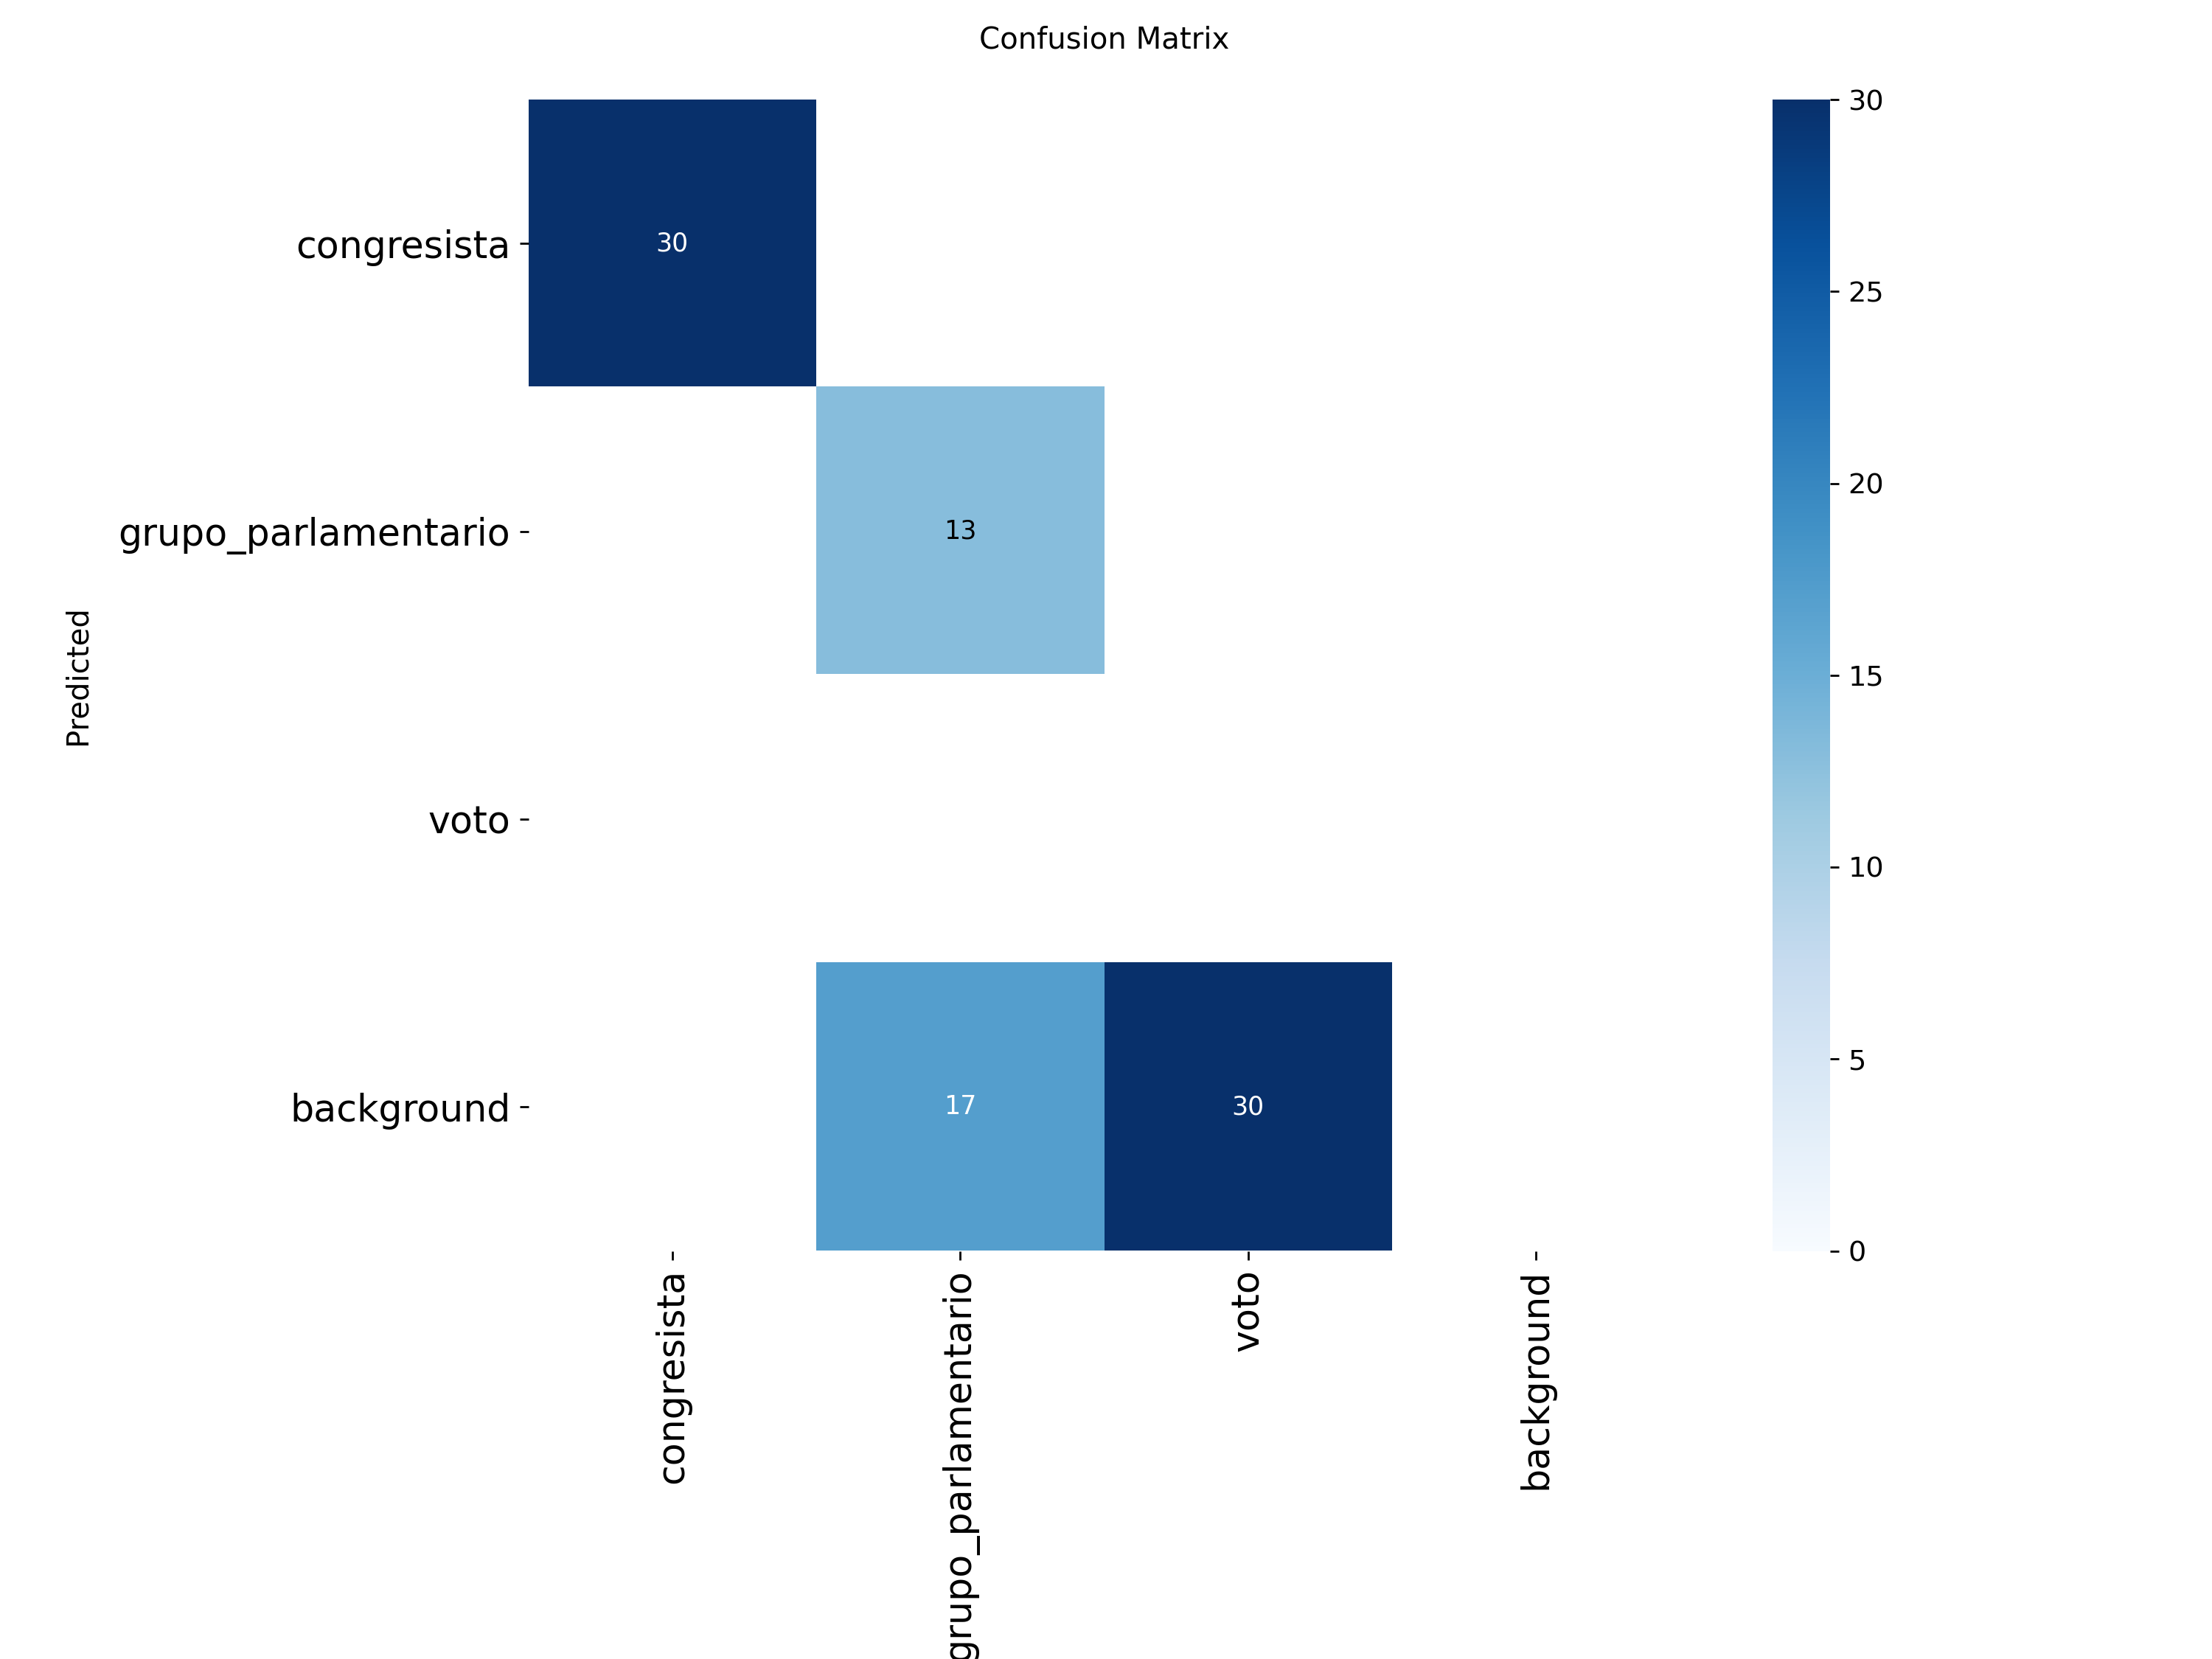 Confusion Matrix
30
25
20
15
10
5
0
Predicted
congresista
grupo_parlamentario
voto
background
30
13
17
30
congresista
grupo_parlamentario
voto
background